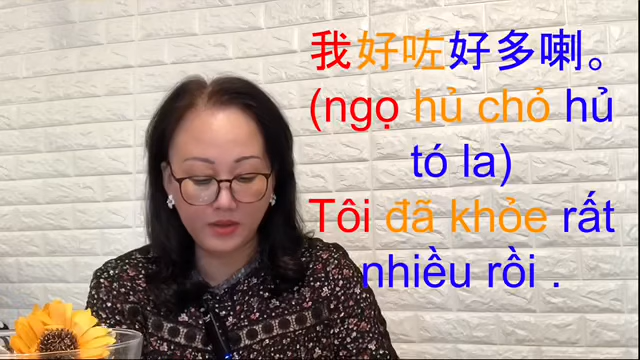 我好咗好多喇。
(ngọ hủ chỏ hủ
tó la)
Tôi đã khỏe rất
nhiều rồi .